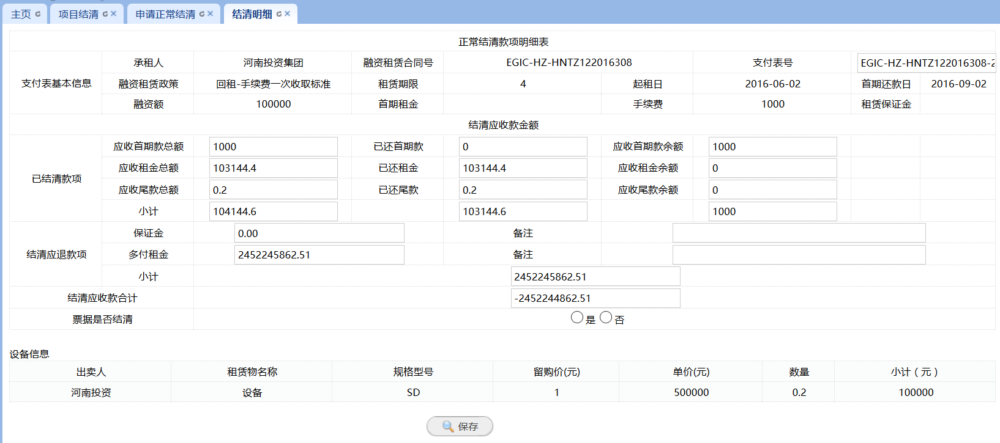 主页 项目结清 申请正常结清 结清明细
正常结清款项明细表
支付表基本信息
承租人 河南投资集团 融资租赁合同号 EGIC-HZ-HNTZ122016308 支付表号 EGIC-HZ-HNTZ122016308-
融资租赁政策 回租-手续费一次收取标准 租赁期限 4 起租日 2016-06-02 首期还款日 2016-09-02
融资额 100000 首期租金 手续费 1000 租赁保证金
结清应收款金额
已结清款项
应收首期款总额 1000 已还首期款 0 应收首期款余额 1000
应收租金总额 103144.4 已还租金 103144.4 应收租金余额 0
应收尾款总额 0.2 已还尾款 0.2 应收尾款余额 0
小计 104144.6 103144.6 1000
结清应退款项
保证金 0.00 备注
多付租金 2452245862.51 备注
小计 2452245862.51
结清应收款合计 -2452244862.51
票据是否结清 是 否
设备信息
出卖人 租赁物名称 规格型号 留购价(元) 单价(元) 数量 小计（元）
河南投资 设备 SD 1 500000 0.2 100000
保存